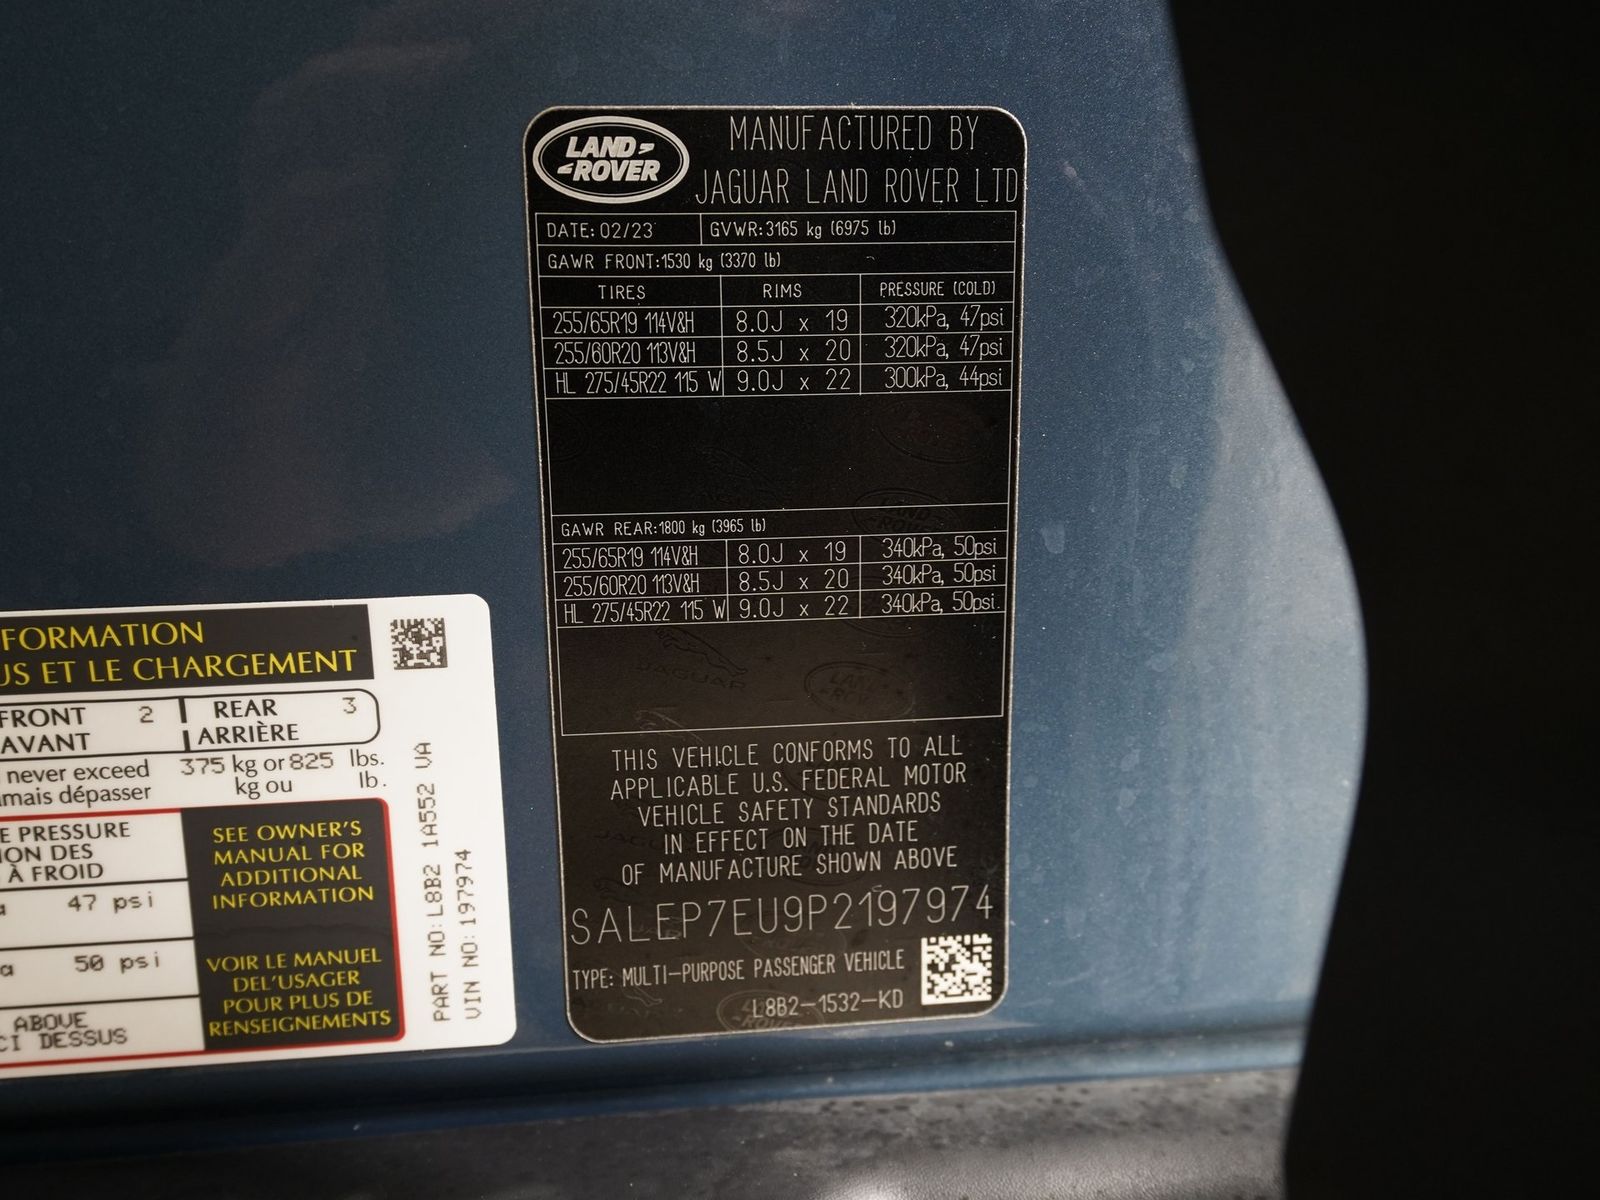 LAND
ROVER
MANUFACTURED BY
JAGUAR LAND ROVER LTD
DATE: 02/23 GVWR:3165 kg (6975 lb)
GAWR FRONT:1530 kg (3370 lb)
TIRES RIMS PRESSURE (COLD)
255/65R19 114V&H 8.0J x 19 320kPa, 47psi
255/60R20 113V&H 8.5J x 20 320kPa, 47psi
HL 275/45R22 115 W 9.0J x 22 300kPa, 44psi
GAWR REAR:1800 kg (3965 lb)
255/65R19 114V&H 8.0J x 19 340kPa, 50psi
255/60R20 113V&H 8.5J x 20 340kPa, 50psi
HL 275/45R22 115 W 9.0J x 22 340kPa, 50psi
JAGUAR
THIS VEHICLE CONFORMS TO ALL
APPLICABLE U.S. FEDERAL MOTOR
VEHICLE SAFETY STANDARDS
IN EFFECT ON THE DATE
OF MANUFACTURE SHOWN ABOVE
SALEP7EU9P2197974
TYPE: MULTI-PURPOSE PASSENGER VEHICLE
L8B2-1532-KD
FORMATION
US ET LE CHARGEMENT
FRONT 2 REAR 3
AVANT ARRIÈRE
never exceed 375 kg or 825 lbs.
mais dépasser kg ou lb.
E PRESSURE
ION DES
À FROID
47 psi
50 psi
ABOVE
CI DESSUS
SEE OWNER'S
MANUAL FOR
ADDITIONAL
INFORMATION
VOIR LE MANUEL
DEL'USAGER
POUR PLUS DE
RENSEIGNEMENTS
PART NO: L8B2 1A552 VA
VIN NO: 197974